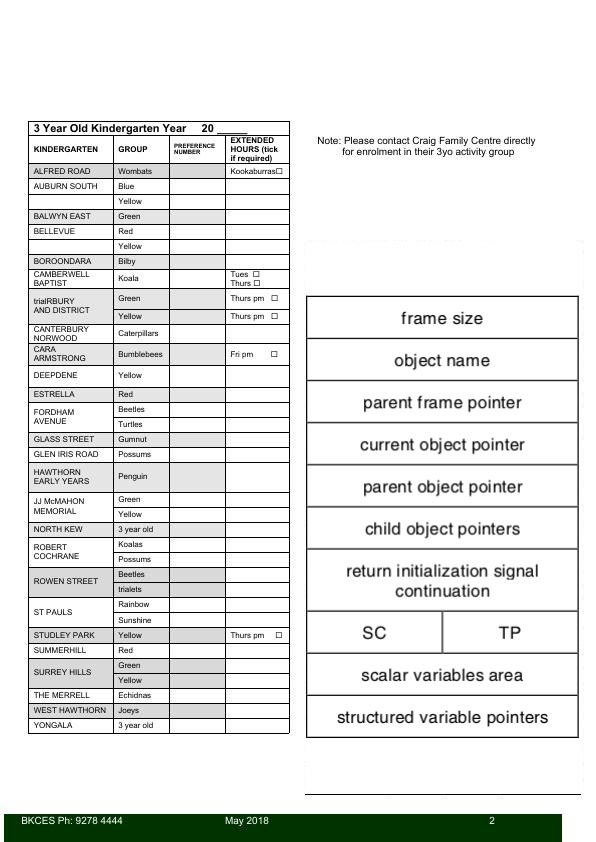 3 Year Old Kindergarten Year 20 _____
KINDERGARTEN GROUP PREFERENCE NUMBER EXTENDED HOURS (tick if required)
ALFRED ROAD Wombats Kookaburras☐
AUBURN SOUTH Blue
Yellow
BALWYN EAST Green
BELLEVUE Red
Yellow
BOROONDARA Bilby
CAMBERWELL BAPTIST Koala Tues ☐ Thurs ☐
trialRBURY AND DISTRICT Green Thurs pm ☐
Yellow Thurs pm ☐
CANTERBURY NORWOOD Caterpillars
CARA ARMSTRONG Bumblebees Fri pm ☐
DEEPDENE Yellow
ESTRELLA Red
FORDHAM AVENUE Beetles
Turtles
GLASS STREET Gumnut
GLEN IRIS ROAD Possums
HAWTHORN EARLY YEARS Penguin
JJ McMAHON MEMORIAL Green
Yellow
NORTH KEW 3 year old
ROBERT COCHRANE Koalas
Possums
ROWEN STREET Beetles
trialets
ST PAULS Rainbow
Sunshine
STUDLEY PARK Yellow Thurs pm ☐
SUMMERHILL Red
SURREY HILLS Green
Yellow
THE MERRELL Echidnas
WEST HAWTHORN Joeys
YONGALA 3 year old
Note: Please contact Craig Family Centre directly
for enrolment in their 3yo activity group
frame size
object name
parent frame pointer
current object pointer
parent object pointer
child object pointers
return initialization signal
continuation
SC TP
scalar variables area
structured variable pointers
BKCES Ph: 9278 4444 May 2018 2